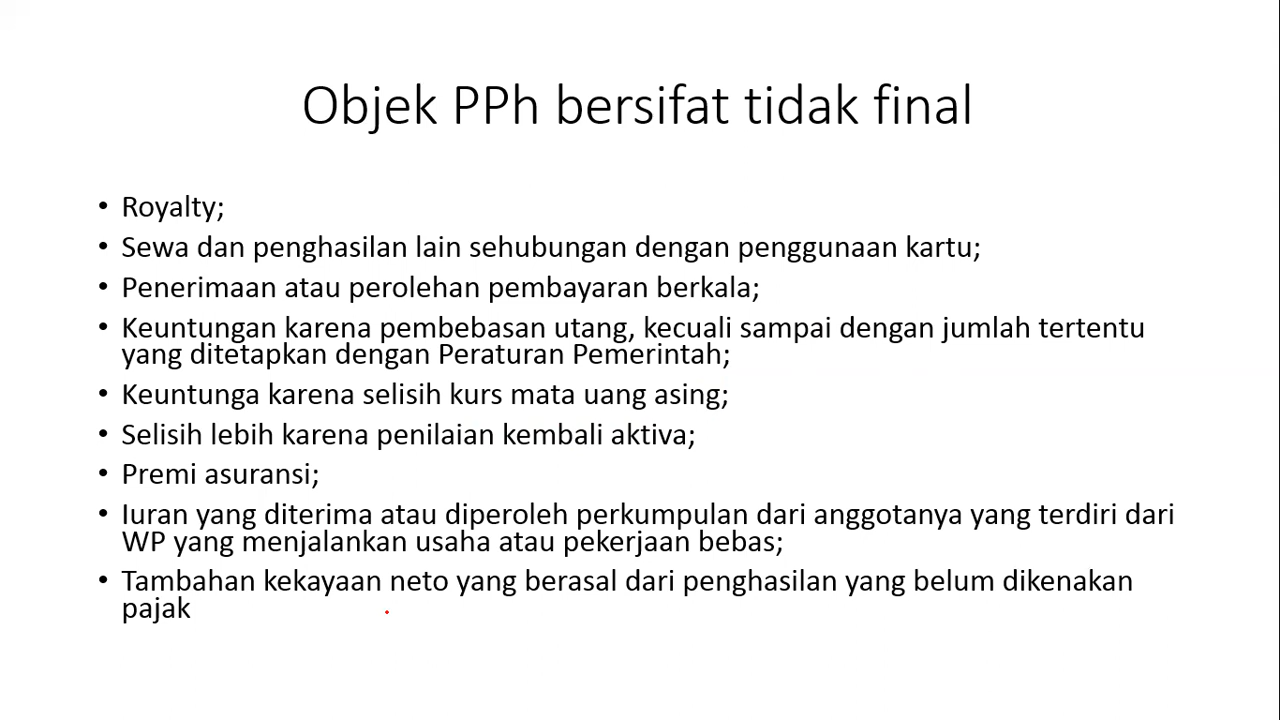 Objek PPh bersifat tidak final
• Royalty;
• Sewa dan penghasilan lain sehubungan dengan penggunaan kartu;
• Penerimaan atau perolehan pembayaran berkala;
• Keuntungan karena pembebasan utang, kecuali sampai dengan jumlah tertentu
yang ditetapkan dengan Peraturan Pemerintah;
• Keuntunga karena selisih kurs mata uang asing;
• Selisih lebih karena penilaian kembali aktiva;
• Premi asuransi;
• Iuran yang diterima atau diperoleh perkumpulan dari anggotanya yang terdiri dari
WP yang menjalankan usaha atau pekerjaan bebas;
• Tambahan kekayaan neto yang berasal dari penghasilan yang belum dikenakan
pajak